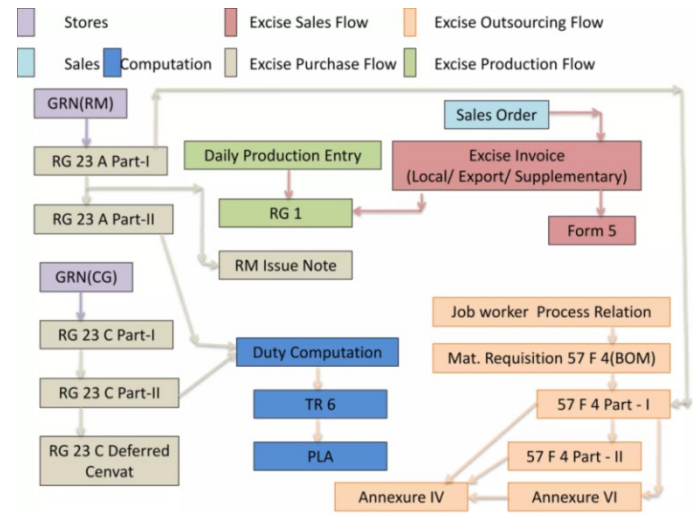 Stores
Excise Sales Flow
Excise Outsourcing Flow
Sales
Computation
Excise Purchase Flow
Excise Production Flow
GRN(RM)
Sales Order
RG 23 A Part-I
Daily Production Entry
Excise Invoice
(Local/ Export/ Supplementary)
RG 23 A Part-II
RG 1
Form 5
RM Issue Note
GRN(CG)
Job worker Process Relation
RG 23 C Part-I
Duty Computation
Mat. Requisition 57 F 4(BOM)
RG 23 C Part-II
TR 6
57 F 4 Part - I
RG 23 C Deferred
Cenvat
PLA
57 F 4 Part - II
Annexure IV
Annexure VI